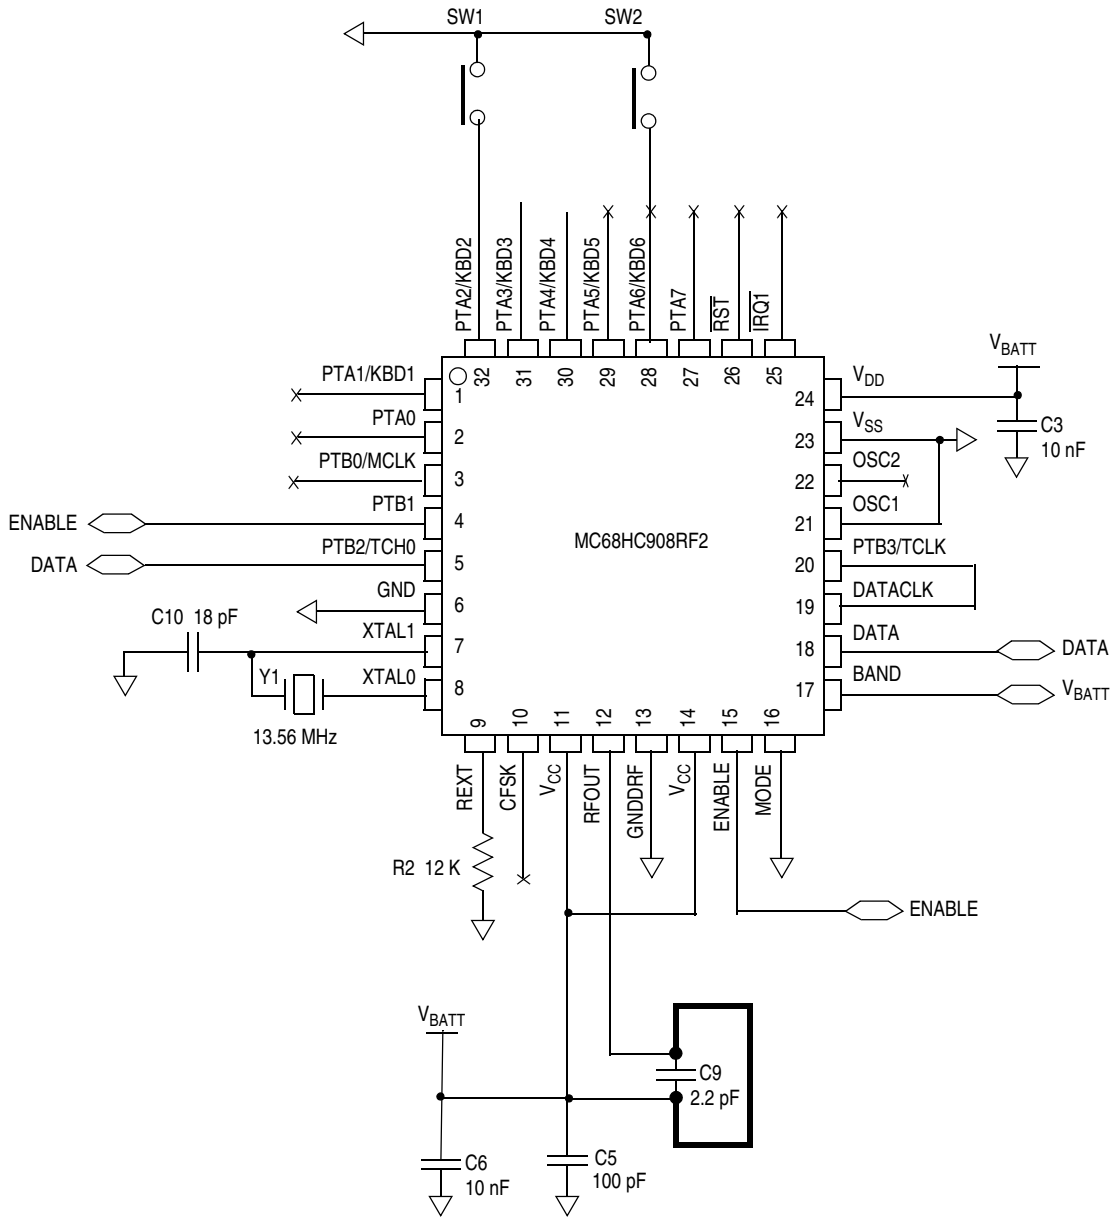 SW1
SW2
PTA2/KBD2
PTA3/KBD3
PTA4/KBD4
PTA5/KBD5
PTA6/KBD6
PTA7
RST
IRQ1
32
31
30
29
28
27
26
25
VBATT
C3
10 nF
PTA1/KBD1
1
PTA0
2
PTB0/MCLK
3
ENABLE
PTB1
4
DATA
PTB2/TCH0
5
GND
6
C10 18 pF
XTAL1
7
Y1
XTAL0
8
13.56 MHz
MC68HC908RF2
VDD
24
VSS
23
OSC2
22
OSC1
21
PTB3/TCLK
20
DATACLK
19
DATA
18
DATA
BAND
17
VBATT
9
10
11
12
13
14
15
16
REXT
CFSK
VCC
RFOUT
GNDDRF
VCC
ENABLE
MODE
R2 12 K
ENABLE
VBATT
C9
2.2 pF
C6
10 nF
C5
100 pF